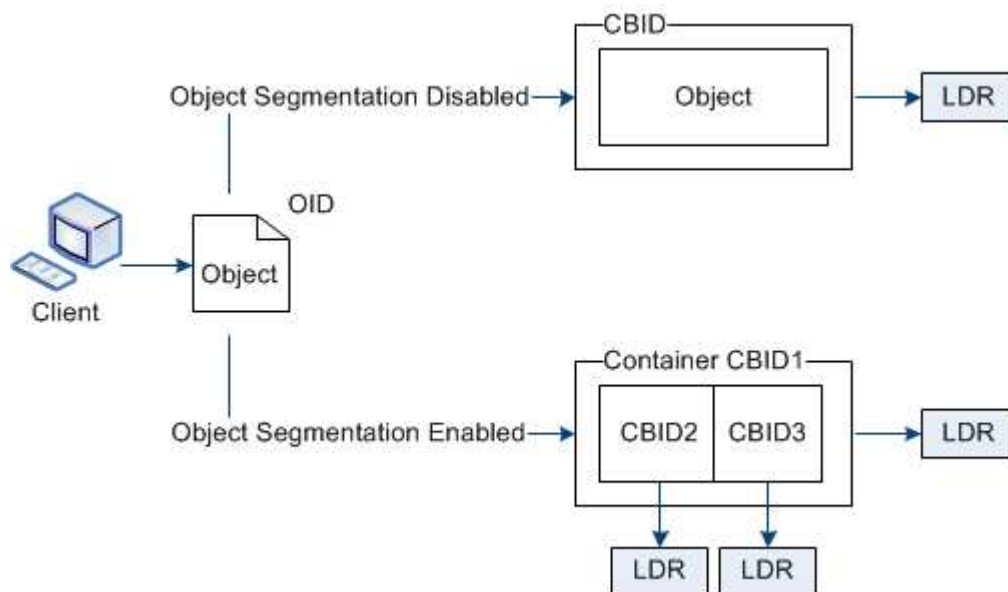 CBID
Object Segmentation Disabled
Object
LDR
OID
Object
Client
Container CBID1
Object Segmentation Enabled
CBID2
CBID3
LDR
LDR
LDR